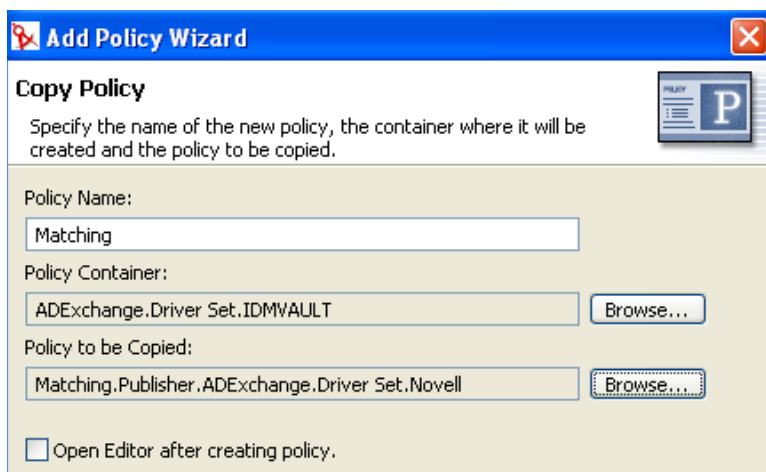 Add Policy Wizard
Copy Policy
POLICY
P
Specify the name of the new policy, the container where it will be
created and the policy to be copied.
Policy Name:
Matching
Policy Container:
ADExchange.Driver Set.IDMVAULT
Browse...
Policy to be Copied:
Matching.Publisher.ADExchange.Driver Set.Novell
Browse...
Open Editor after creating policy.